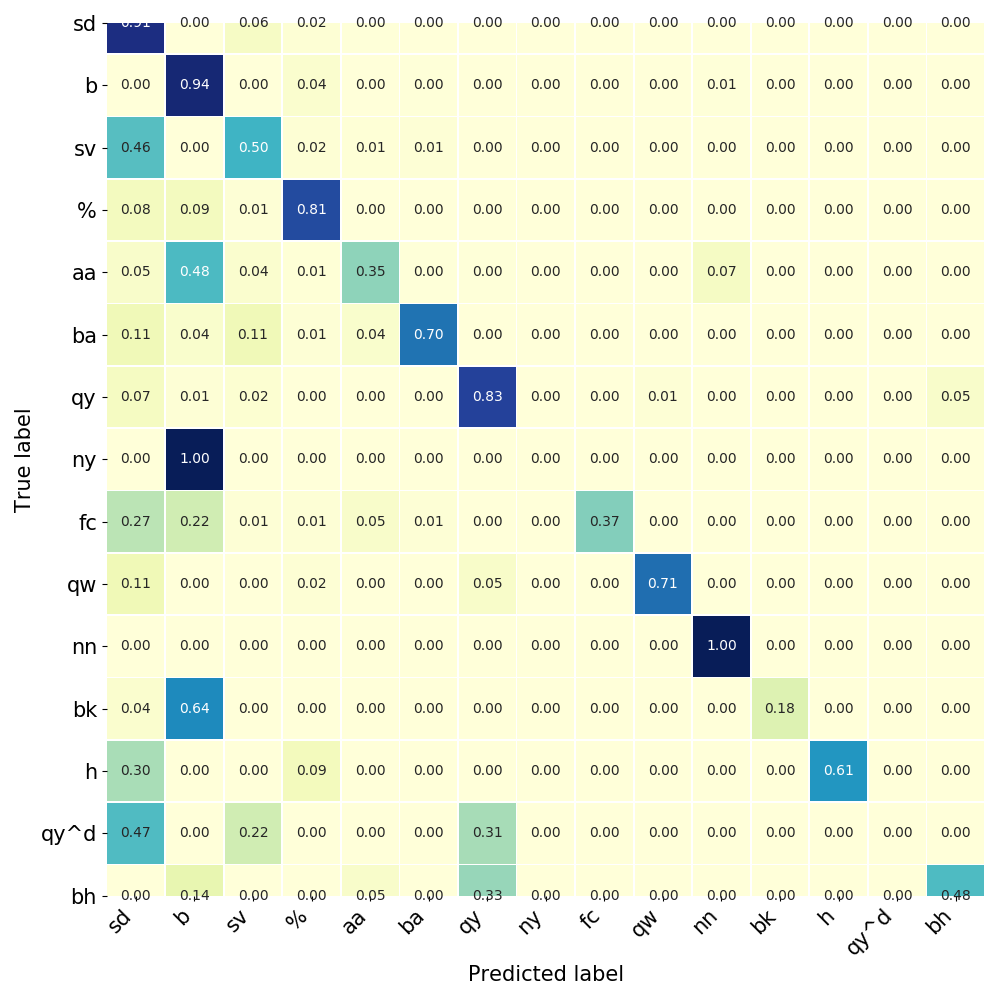 sd 0.91 0.00 0.06 0.02 0.00 0.00 0.00 0.00 0.00 0.00 0.00 0.00 0.00 0.00 0.00
b 0.00 0.94 0.00 0.04 0.00 0.00 0.00 0.00 0.00 0.00 0.01 0.00 0.00 0.00 0.00
sv 0.46 0.00 0.50 0.02 0.01 0.01 0.00 0.00 0.00 0.00 0.00 0.00 0.00 0.00 0.00
% 0.08 0.09 0.01 0.81 0.00 0.00 0.00 0.00 0.00 0.00 0.00 0.00 0.00 0.00 0.00
aa 0.05 0.48 0.04 0.01 0.35 0.00 0.00 0.00 0.00 0.00 0.07 0.00 0.00 0.00 0.00
ba 0.11 0.04 0.11 0.01 0.04 0.70 0.00 0.00 0.00 0.00 0.00 0.00 0.00 0.00 0.00
qy 0.07 0.01 0.02 0.00 0.00 0.00 0.83 0.00 0.00 0.01 0.00 0.00 0.00 0.00 0.05
ny 0.00 1.00 0.00 0.00 0.00 0.00 0.00 0.00 0.00 0.00 0.00 0.00 0.00 0.00 0.00
fc 0.27 0.22 0.01 0.01 0.05 0.01 0.00 0.00 0.37 0.00 0.00 0.00 0.00 0.00 0.00
qw 0.11 0.00 0.00 0.02 0.00 0.00 0.05 0.00 0.00 0.71 0.00 0.00 0.00 0.00 0.00
nn 0.00 0.00 0.00 0.00 0.00 0.00 0.00 0.00 0.00 0.00 1.00 0.00 0.00 0.00 0.00
bk 0.04 0.64 0.00 0.00 0.00 0.00 0.00 0.00 0.00 0.00 0.00 0.18 0.00 0.00 0.00
h 0.30 0.00 0.00 0.09 0.00 0.00 0.00 0.00 0.00 0.00 0.00 0.00 0.61 0.00 0.00
qy^d 0.47 0.00 0.22 0.00 0.00 0.00 0.31 0.00 0.00 0.00 0.00 0.00 0.00 0.00 0.00
bh 0.00 0.14 0.00 0.00 0.05 0.00 0.33 0.00 0.00 0.00 0.00 0.00 0.00 0.00 0.48
sd b sv % aa ba qy ny fc qw nn bk h qy^d bh
Predicted label
True label